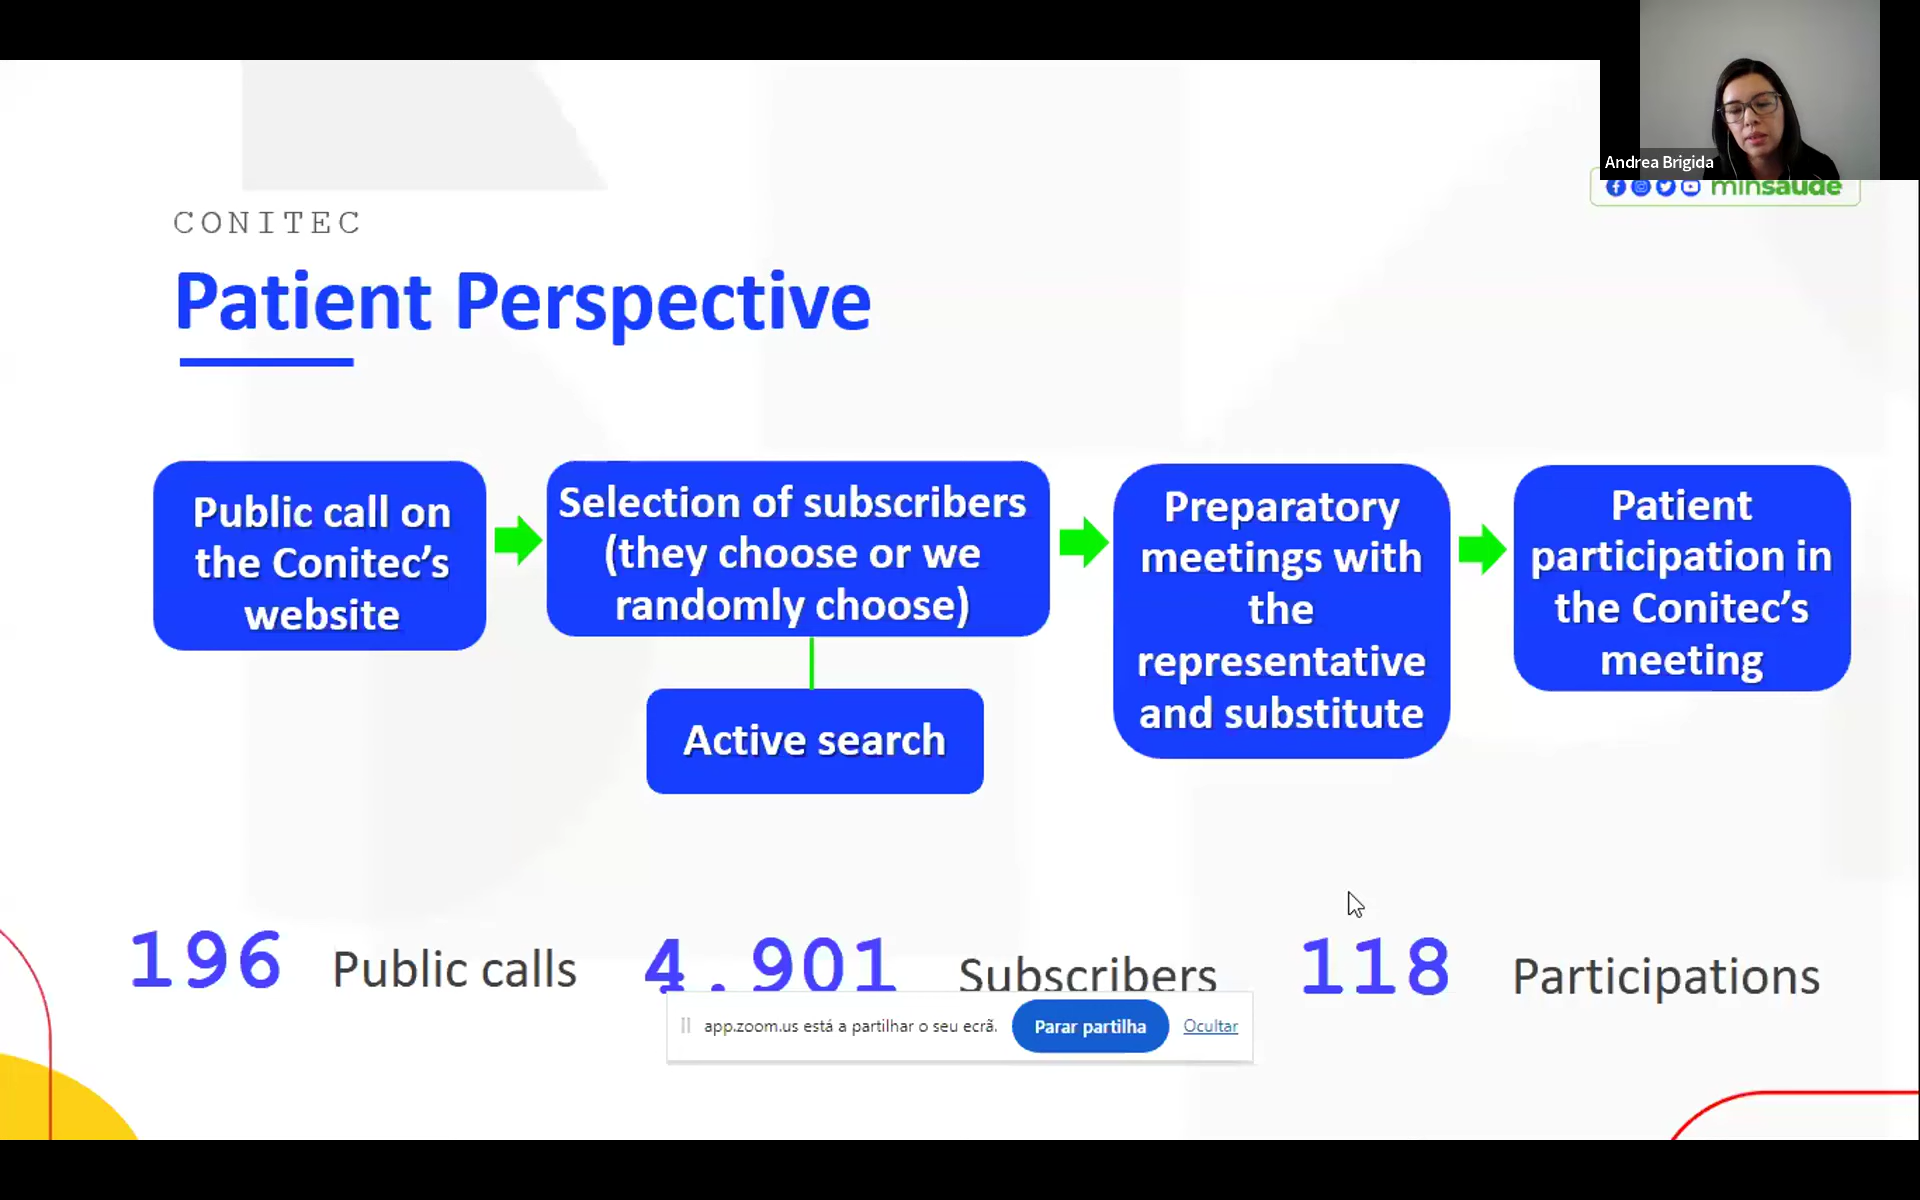 Andrea Brigida
minsaude
CONITEC
Patient Perspective
Public call on
the Conitec's
website
Selection of subscribers
(they choose or we
randomly choose)
Active search
Preparatory
meetings with
the
representative
and substitute
Patient
participation in
the Conitec's
meeting
196 Public calls
4.901 Subscribers
118 Participations
app.zoom.us está a partilhar o seu ecrã.
Parar partilha
Ocultar